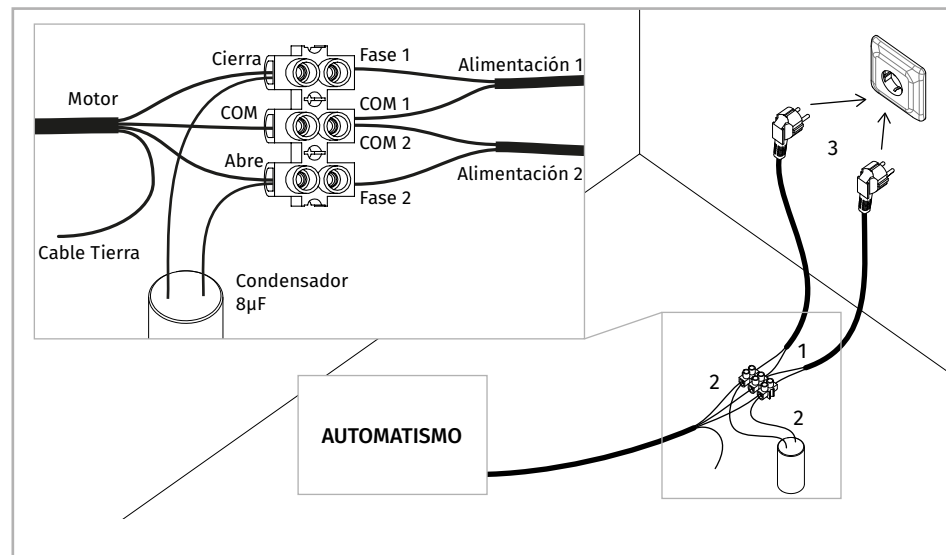 Cierra
Fase 1
Alimentación 1
Motor
COM
COM 1
COM 2
Abre
Alimentación 2
Fase 2
Cable Tierra
Condensador
8µF
3
1
2
2
AUTOMATISMO